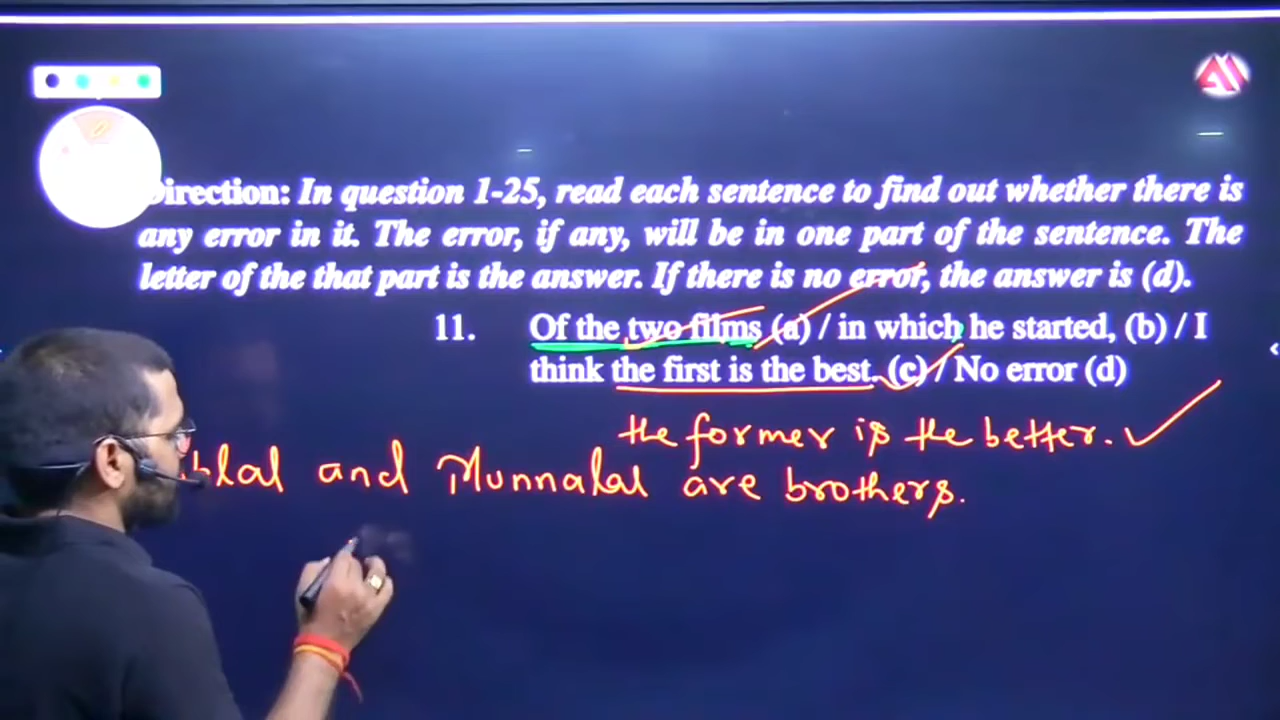 Direction: In question 1-25, read each sentence to find out whether there is
any error in it. The error, if any, will be in one part of the sentence. The
letter of the that part is the answer. If there is no error, the answer is (d).
11. Of the two films (a) / in which he started, (b) / I
think the first is the best. (c) / No error (d)
the former is the better.
and Munnalal are brothers.